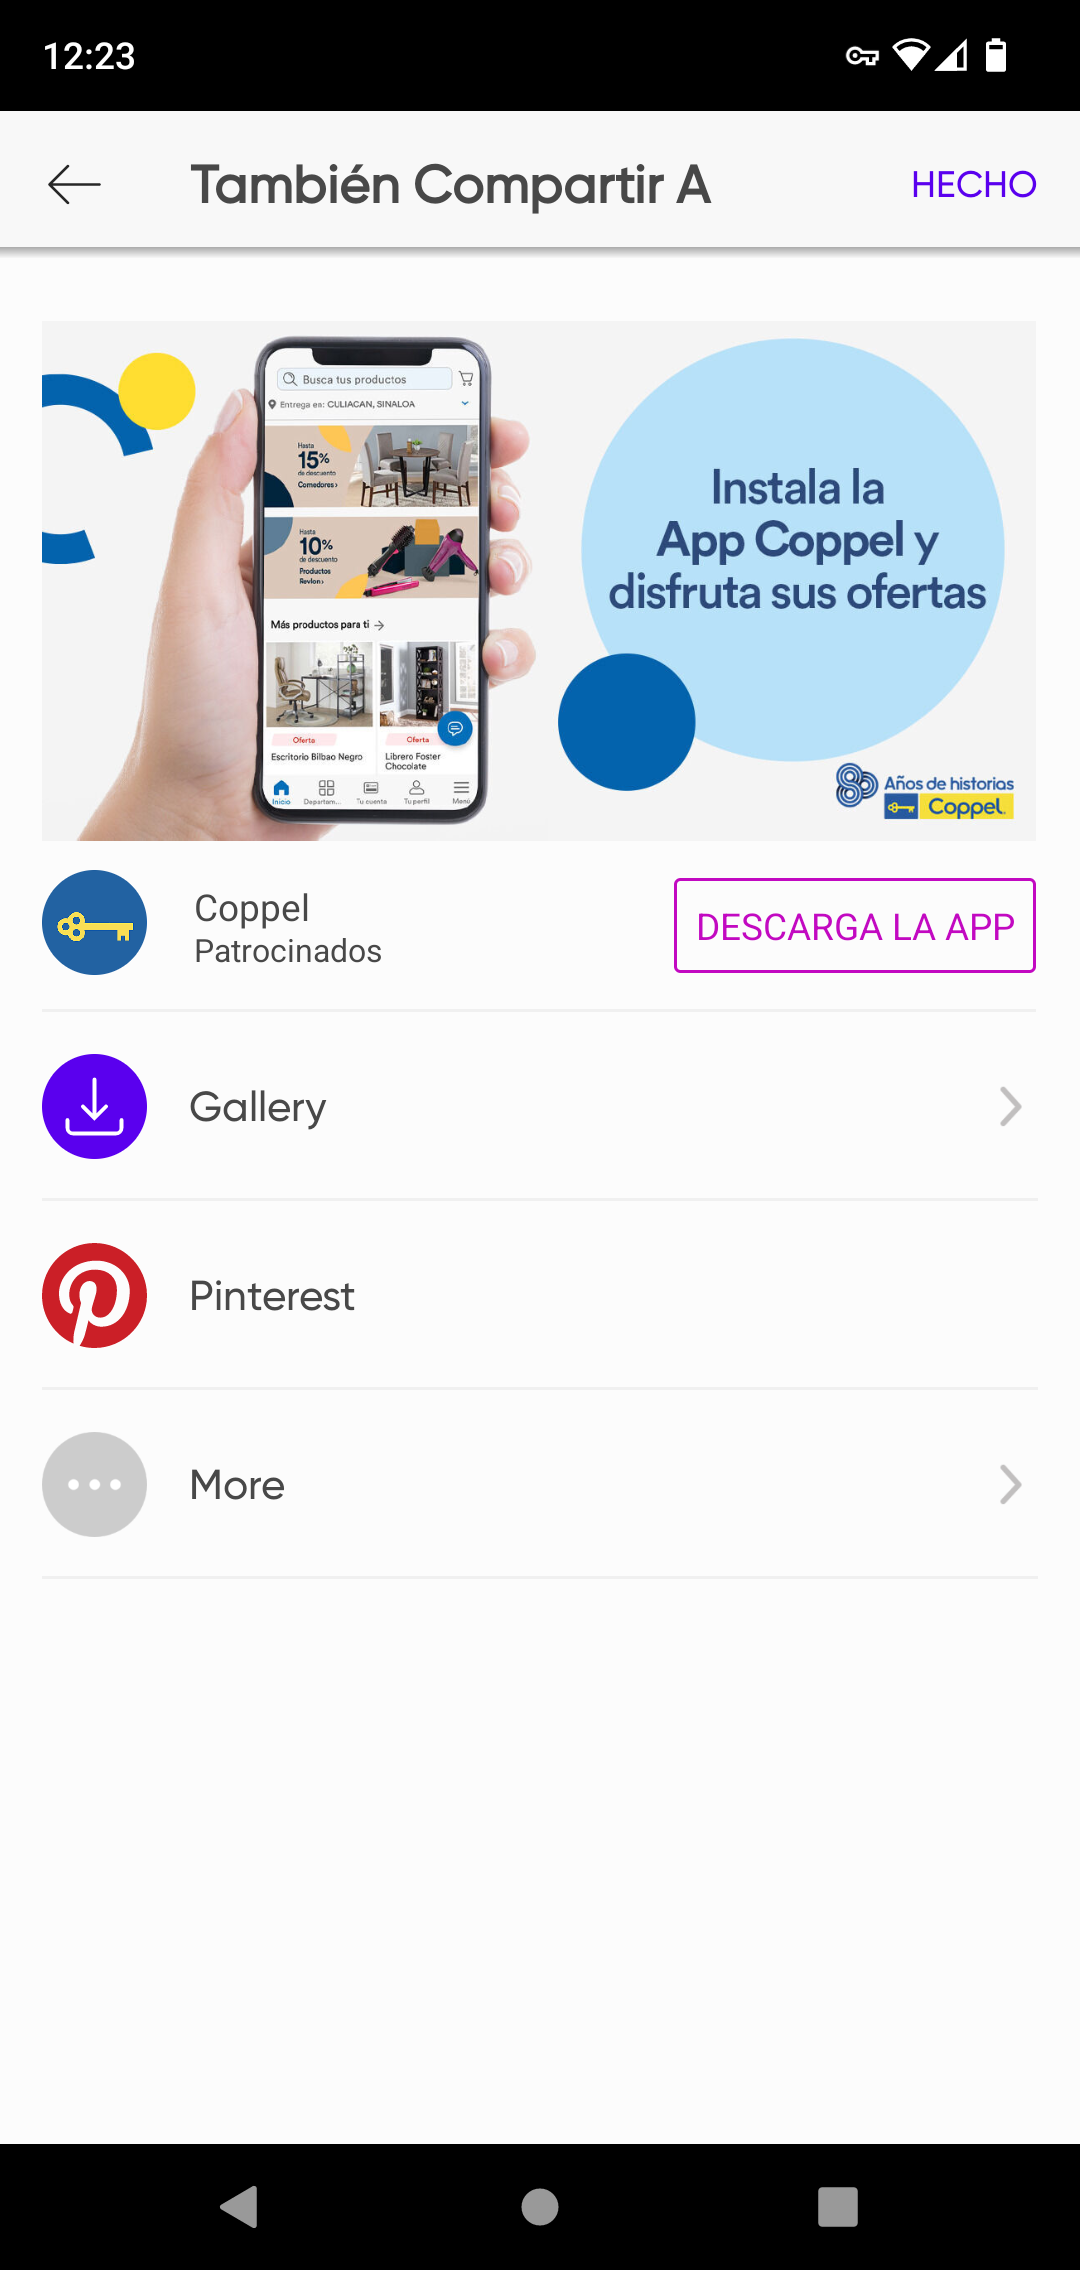 12:23
También Compartir A
HECHO
Busca tus productos
Entrega en: CULIACAN, SINALOA
Hasta
15%
de descuento
Comedores›
Hasta
10%
de descuento
Productos
Revlon›
Más productos para ti →
Oferta
Escritorio Bilbao Negro
Oferta
Librero Foster
Chocolate
Inicio
Departam...
Tu cuenta
Tu perfil
Menú
Instala la
App Coppel y
disfruta sus ofertas
80 Años de historias
Coppel.
Coppel
Patrocinados
DESCARGA LA APP
Gallery
Pinterest
More